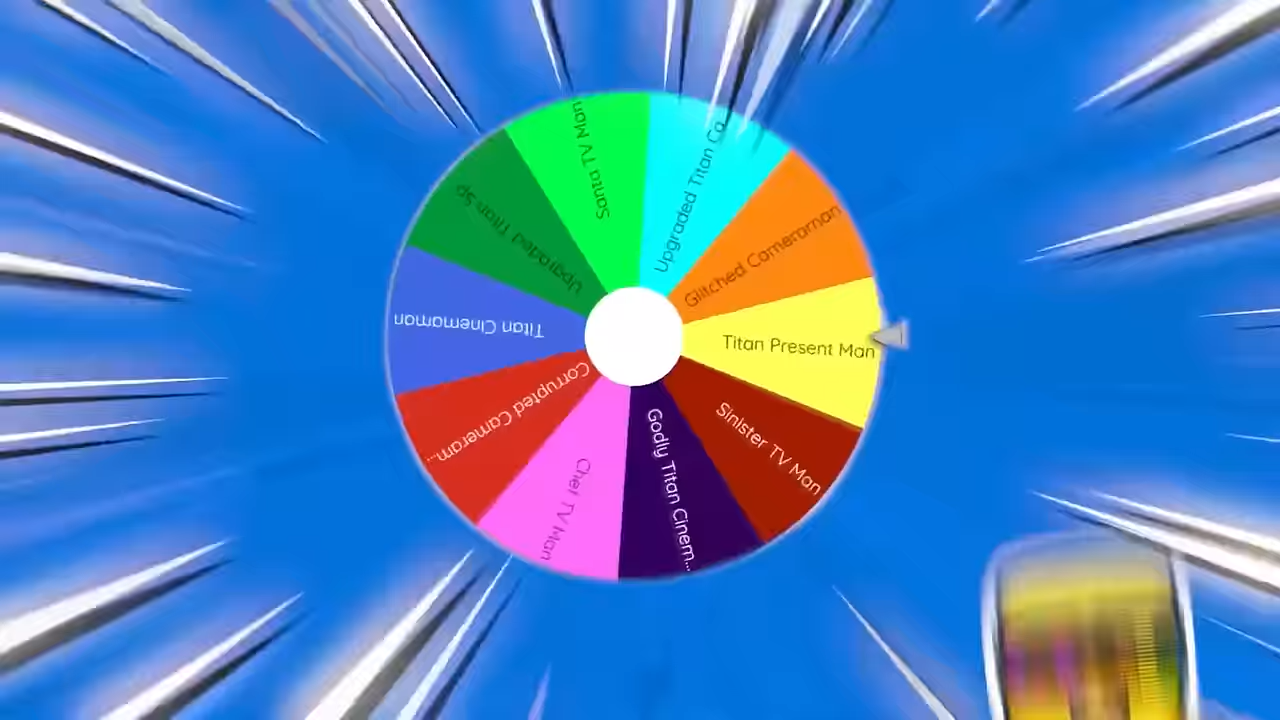 Santa TV Man
Upgraded Titan Ca...
Glitched Cameraman
Titan Present Man
Sinister TV Man
Godly Titan Cinem...
Chef TV Man
Corrupted Cameram...
Titan Cinemaman
Upgraded Titan Sp